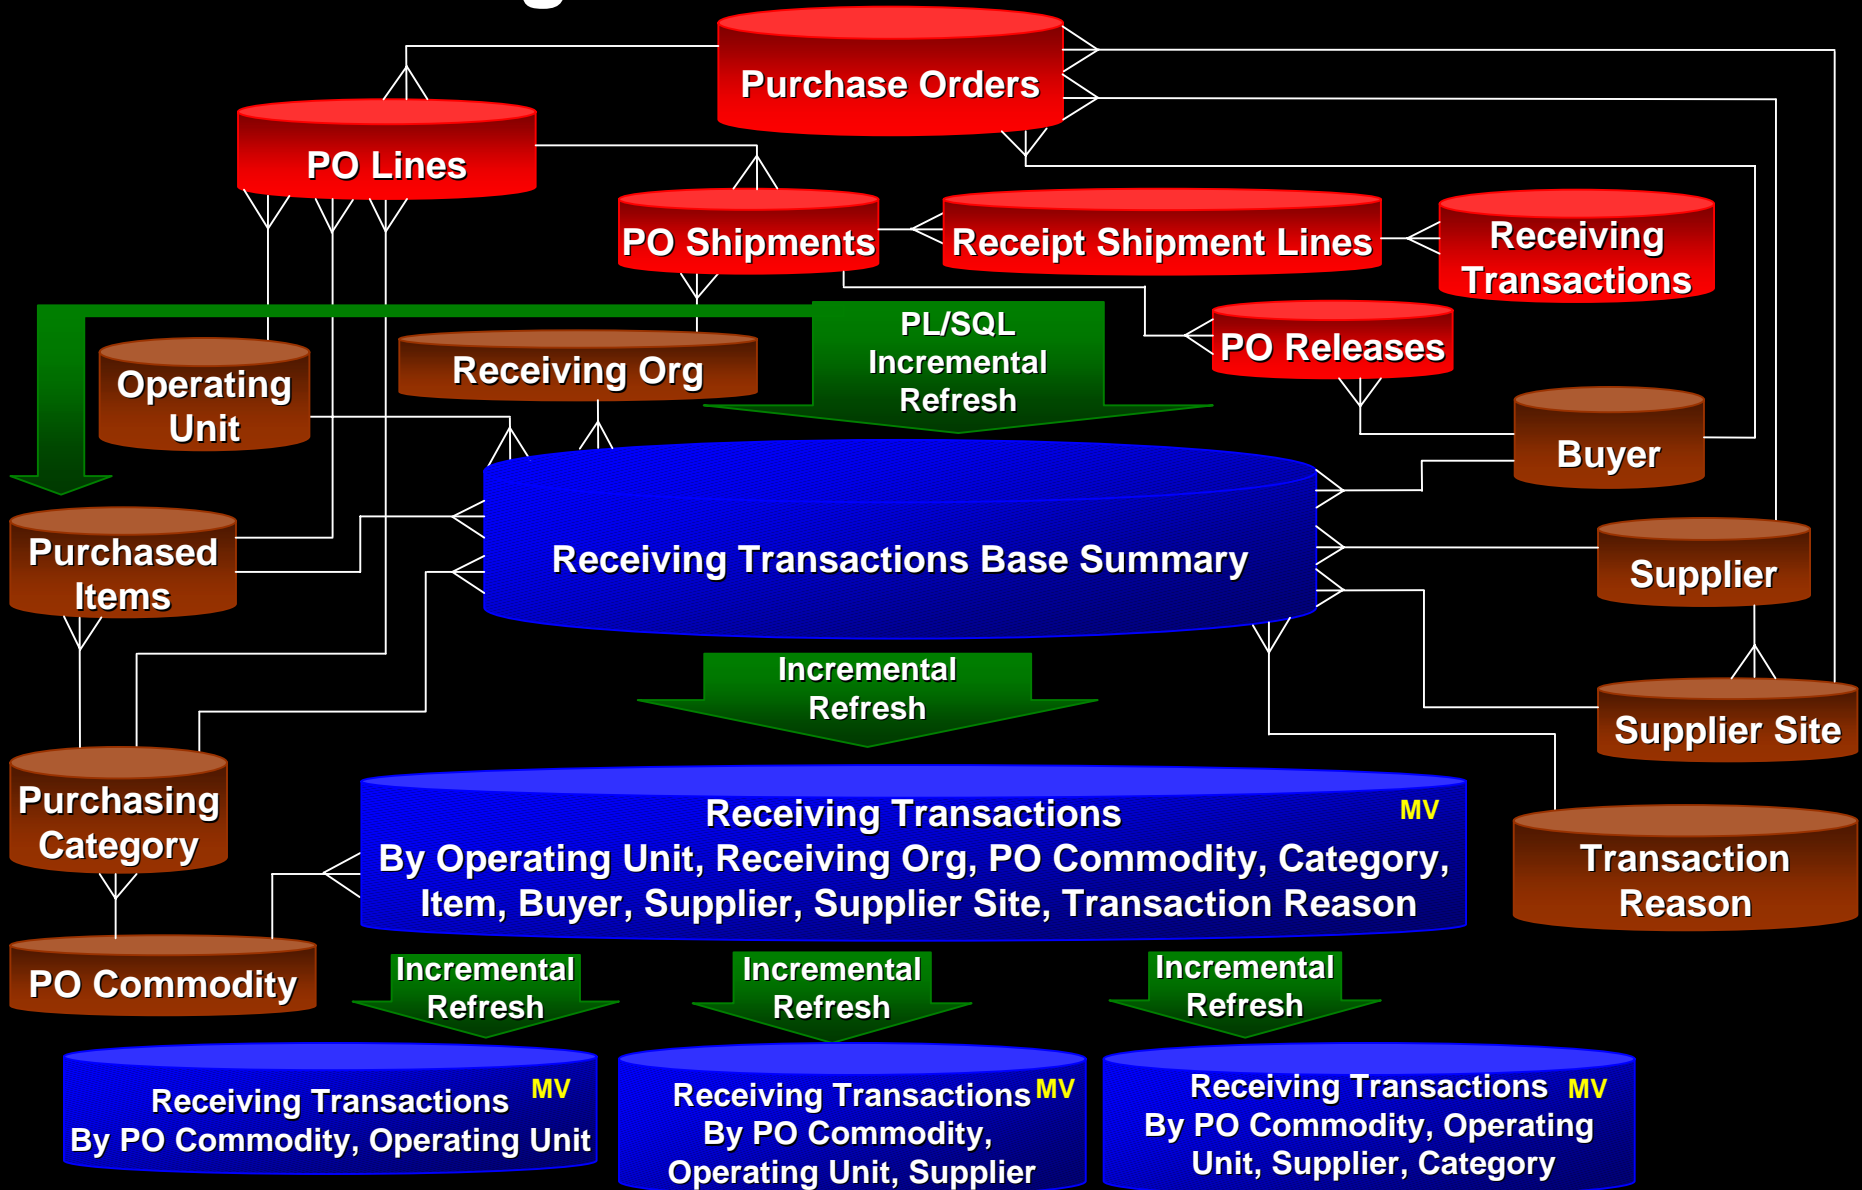 Purchase Orders
PO Lines
PO Shipments
Receipt Shipment Lines
Receiving
Transactions
PL/SQL
Incremental
Refresh
PO Releases
Operating
Unit
Receiving Org
Buyer
Purchased
Items
Receiving Transactions Base Summary
Supplier
Incremental
Refresh
Supplier Site
Purchasing
Category
Receiving Transactions
MV
By Operating Unit, Receiving Org, PO Commodity, Category,
Item, Buyer, Supplier, Supplier Site, Transaction Reason
Transaction
Reason
PO Commodity
Incremental
Refresh
Incremental
Refresh
Incremental
Refresh
Receiving Transactions
MV
By PO Commodity, Operating Unit
Receiving Transactions
MV
By PO Commodity,
Operating Unit, Supplier
Receiving Transactions
MV
By PO Commodity, Operating
Unit, Supplier, Category